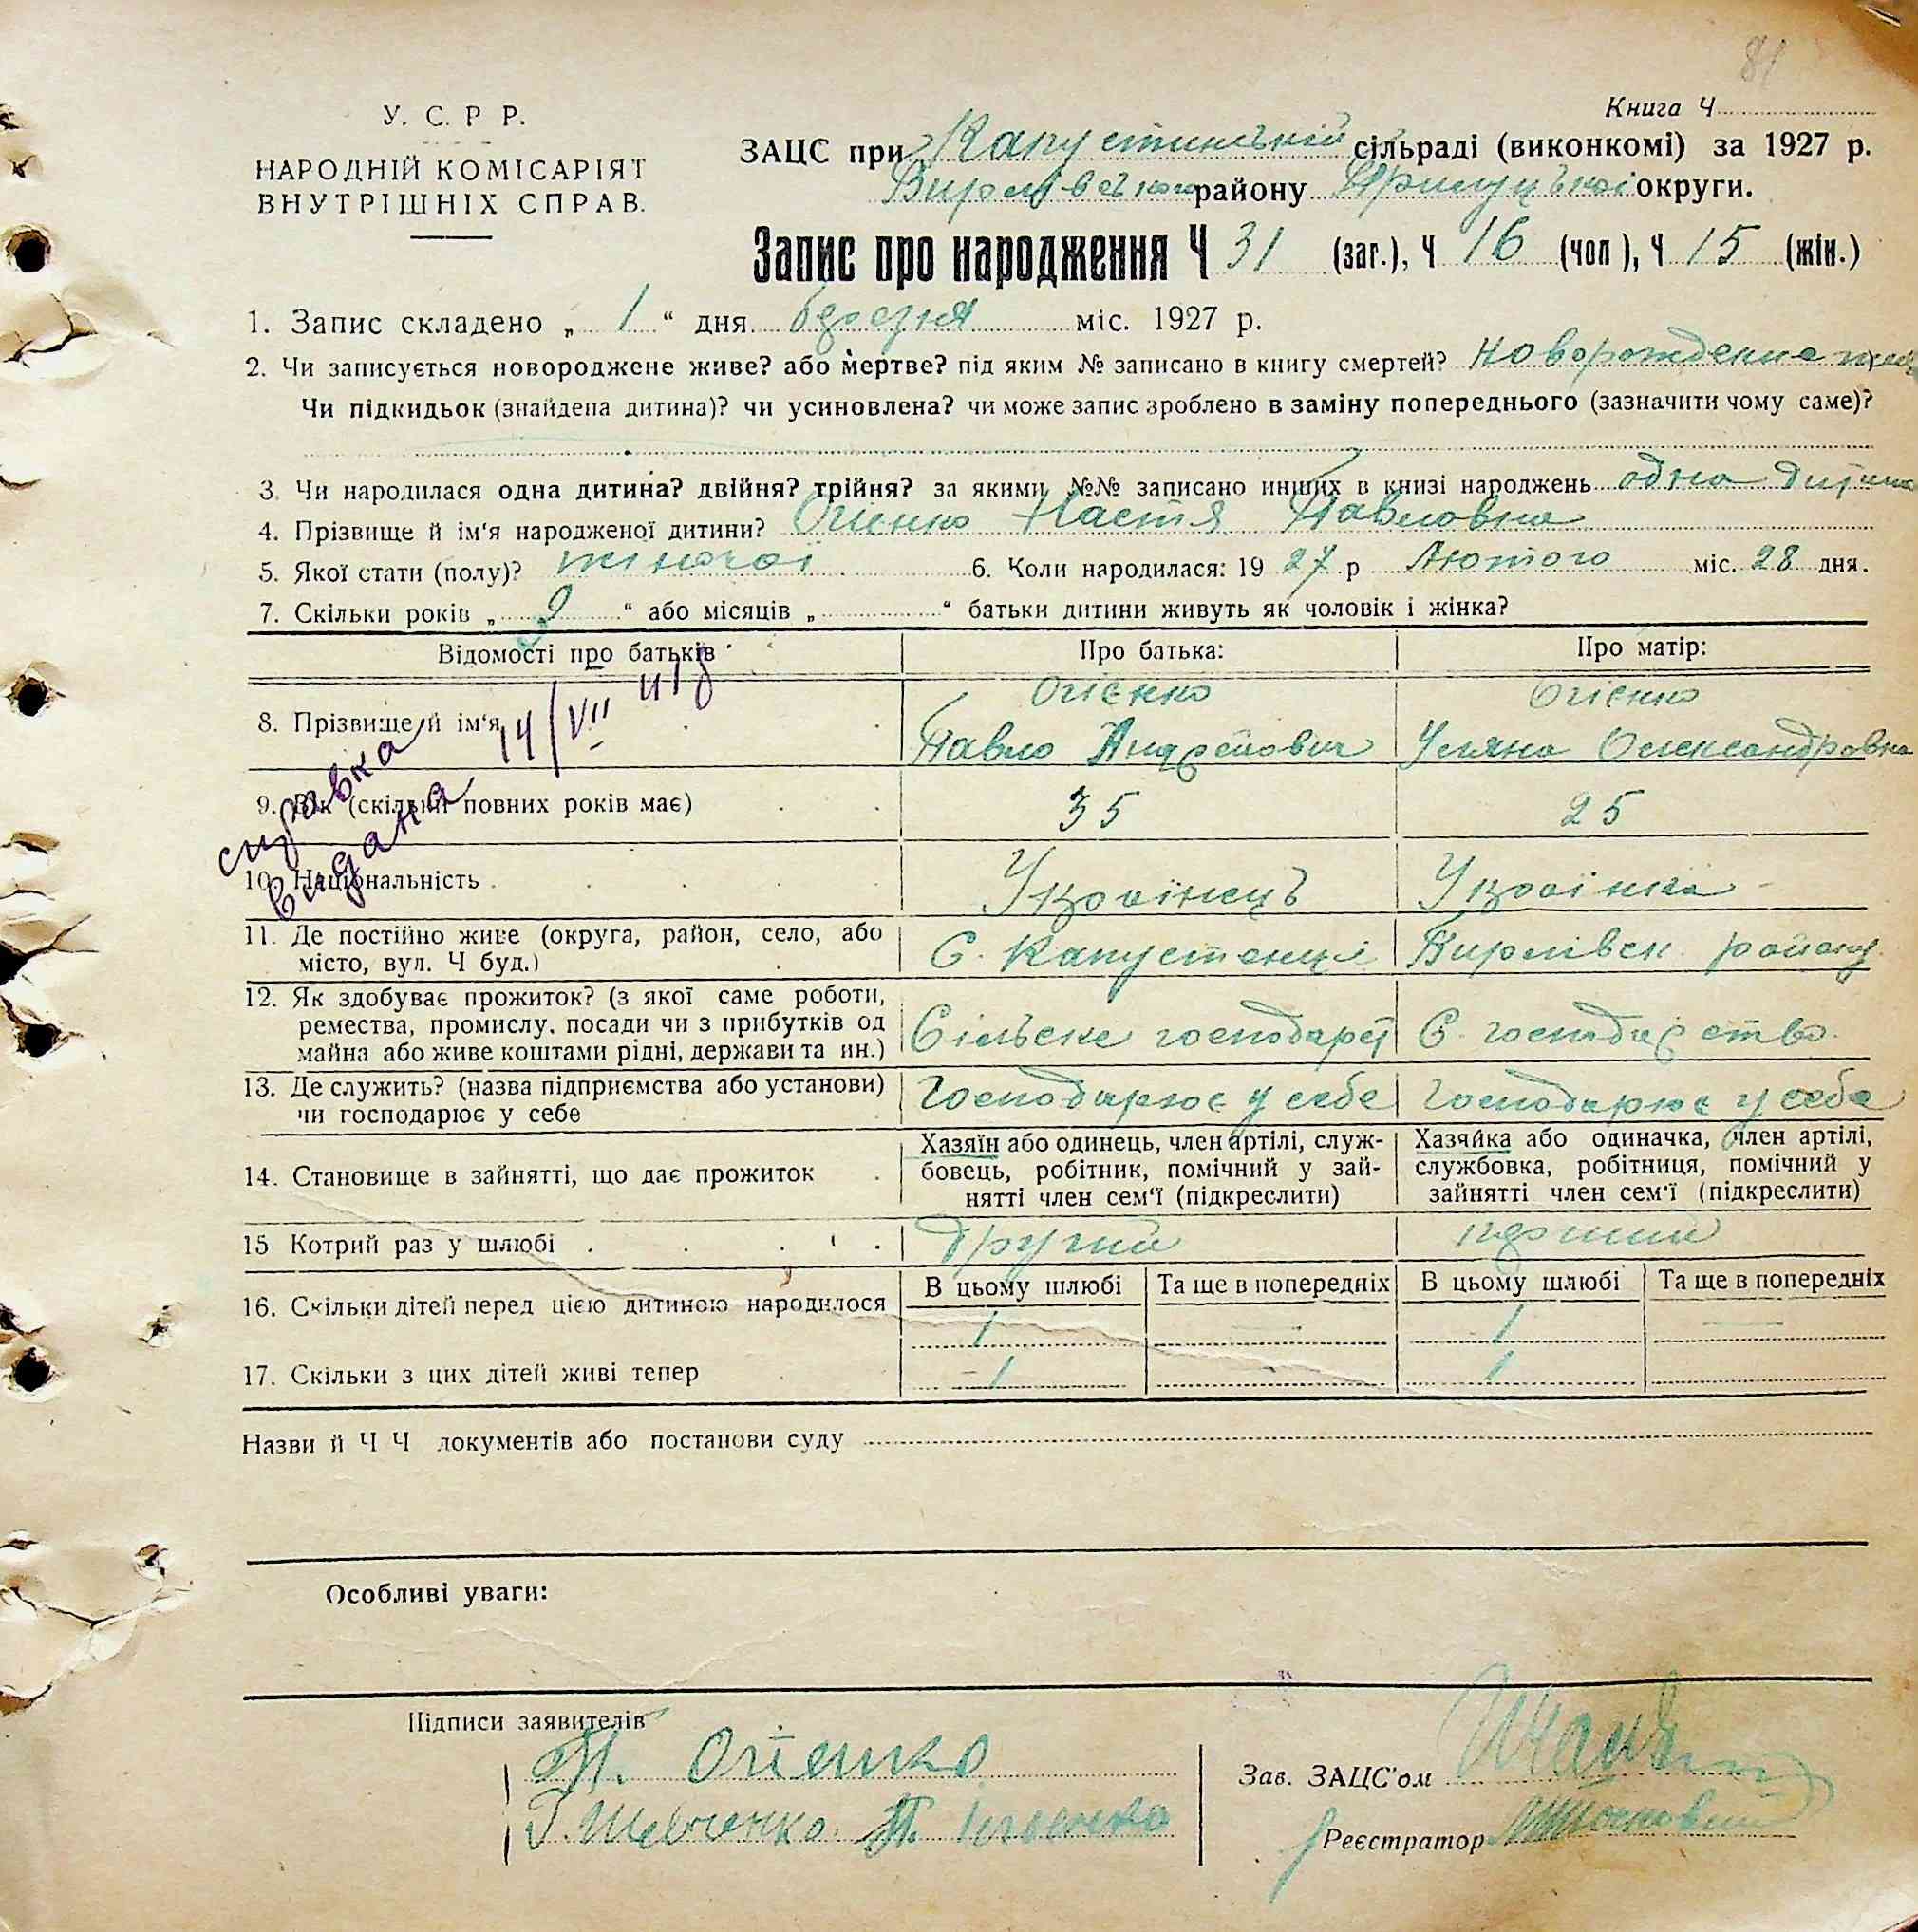 81
У. С. Р Р.
НАРОДНІЙ КОМІСАРІЯТ
ВНУТРІШНІХ СПРАВ.
Книга Ч
ЗАЦС при Капустинській сільраді (виконкомі) за 1927 р.
району Прилуцької округи.
Запис про народження Ч 31 (заг.), Ч 16 (чол), Ч 15 (жін.)
1. Запис складено „ 1 “ дня березня міс. 1927 р.
2. Чи записується новороджене живе? або мертве? під яким № записано в книгу смертей? Новорожденна
Чи підкидьок (знайдена дитина)? чи усиновлена? чи може запис зроблено в заміну попереднього (зазначити чому саме)?
3. Чи народилася одна дитина? двійня? трійня? за якими №№ записано инших в книзі народжень одна дитина
4. Прізвище й ім‘я народженої дитини? Огієнко Настя Павловна
5. Якої стати (полу)? жіночої 6. Коли народилася: 19 27 р Лютого міс. 28 дня.
7. Скільки років „ 2 “ або місяців „ “ батьки дитини живуть як чоловік і жінка?
Відомості про батьків Про батька: Про матір:
8. Прізвище й ім‘я Огієнко Павло Андрєйович Огієнко Уляна Олександровна
справка видана 14/VII
9. Вік (скільки повних років має) 35 25
10. Національність Українець Українка
11. Де постійно живе (округа, район, село, або місто, вул. Ч буд.) С. Капустенці району
12. Як здобуває прожиток? (з якої саме роботи, ремества, промислу, посади чи з прибутків од майна або живе коштами рідні, держави та ин.) Сільське господарст С. господарство.
13. Де служить? (назва підприємства або установи) чи господарює у себе Господарює у себе Господарює у себе
14. Становище в зайнятті, що дає прожиток
Хазяїн або одинець, член артілі, службовець, робітник, помічний у зайнятті член сем‘ї (підкреслити)
Хазяйка або одиначка, член артілі, службовка, робітниця, помічний у зайнятті член сем‘ї (підкреслити)
15 Котрий раз у шлюбі другий перший
В цьому шлюбі Та ще в попередніх В цьому шлюбі Та ще в попередніх
16. Скільки дітей перед цією дитиною народилося 1 — 1 —
17. Скільки з цих дітей живі тепер 1 1
Назви й Ч Ч документів або постанови суду
Особливі уваги:
Підписи заявителів
П. Огієнко
Шевченко
Зав. ЗАЦС'ом
Реєстратор